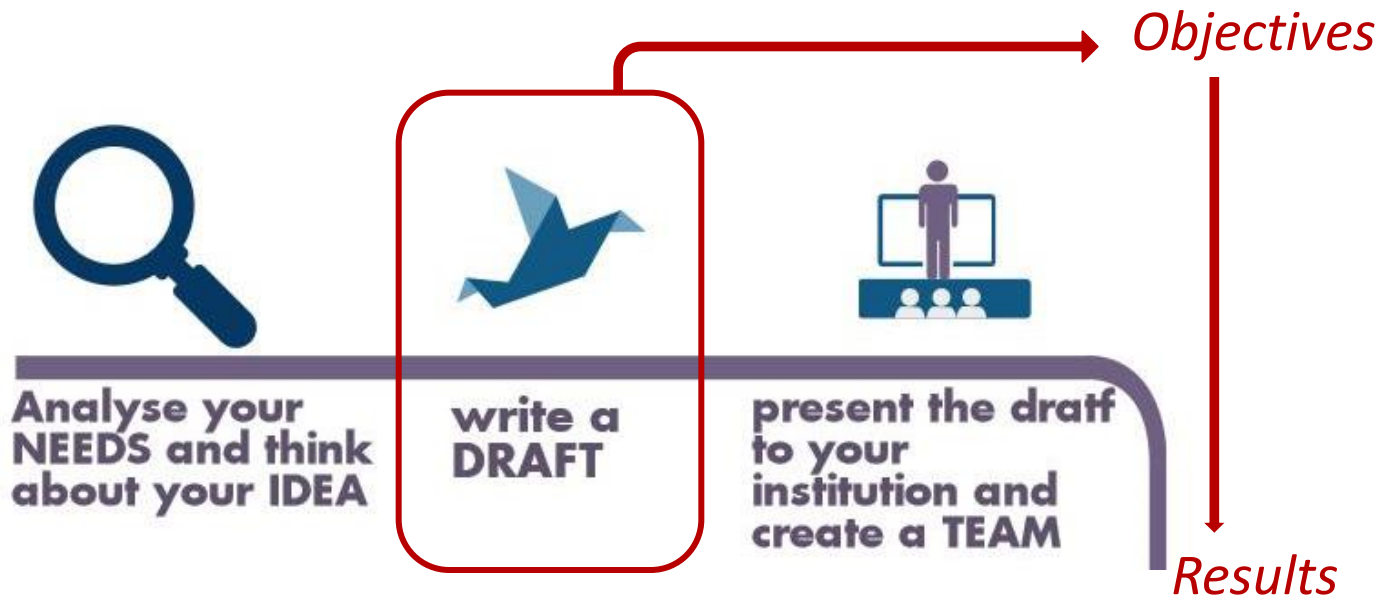 Objectives
Analyse your
NEEDS and think
about your IDEA
write a
DRAFT
present the dratf
to your
institution and
create a TEAM
Results